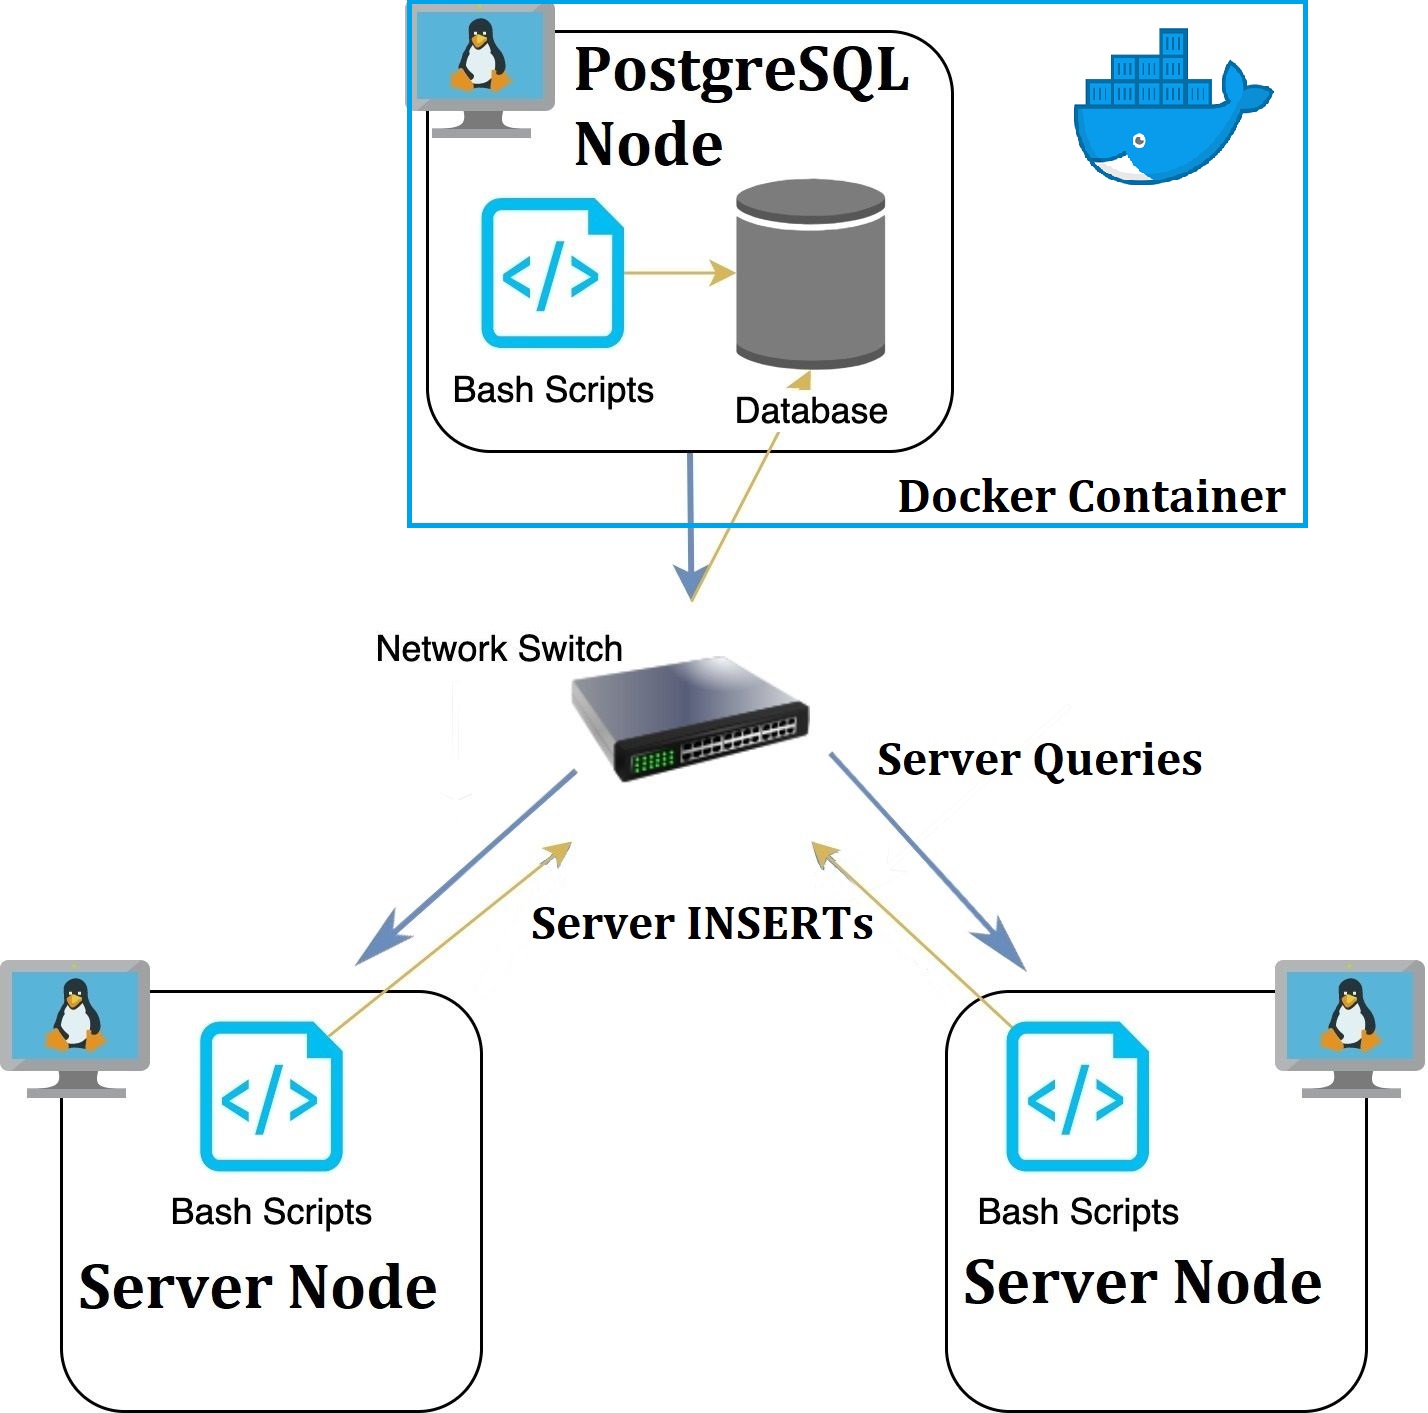 PostgreSQL
Node
</>
Bash Scripts
Database
Docker Container
Network Switch
Server Queries
Server INSERTs
</>
Bash Scripts
Server Node
</>
Bash Scripts
Server Node